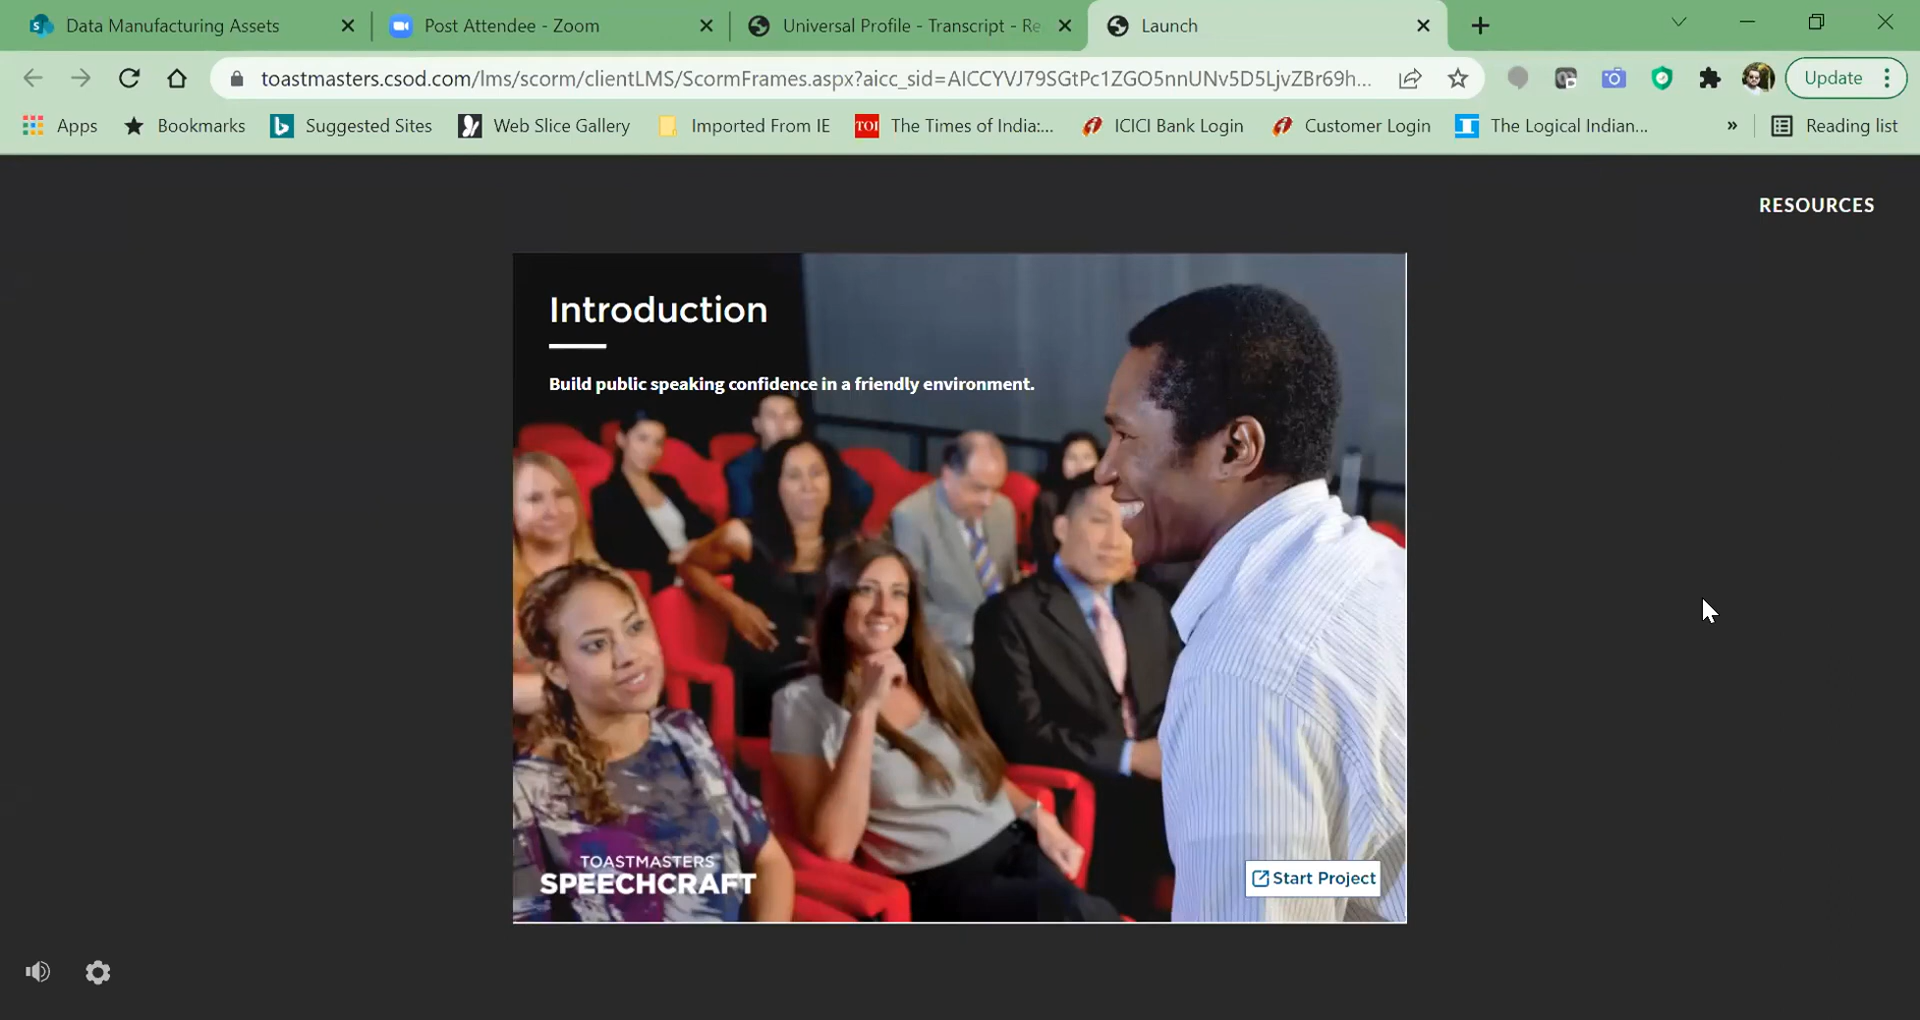 Data Manufacturing Assets
Post Attendee - Zoom
Universal Profile - Transcript - Re
Launch
toastmasters.csod.com/lms/scorm/clientLMS/ScormFrames.aspx?aicc_sid=AICCYVJ79SGtPc1ZGO5nnUNv5D5LjvZBr69h...
Update
Apps
Bookmarks
Suggested Sites
Web Slice Gallery
Imported From IE
TOI
The Times of India:...
ICICI Bank Login
Customer Login
The Logical Indian...
»
Reading list
RESOURCES
Introduction
Build public speaking confidence in a friendly environment.
TOASTMASTERS
SPEECHCRAFT
Start Project